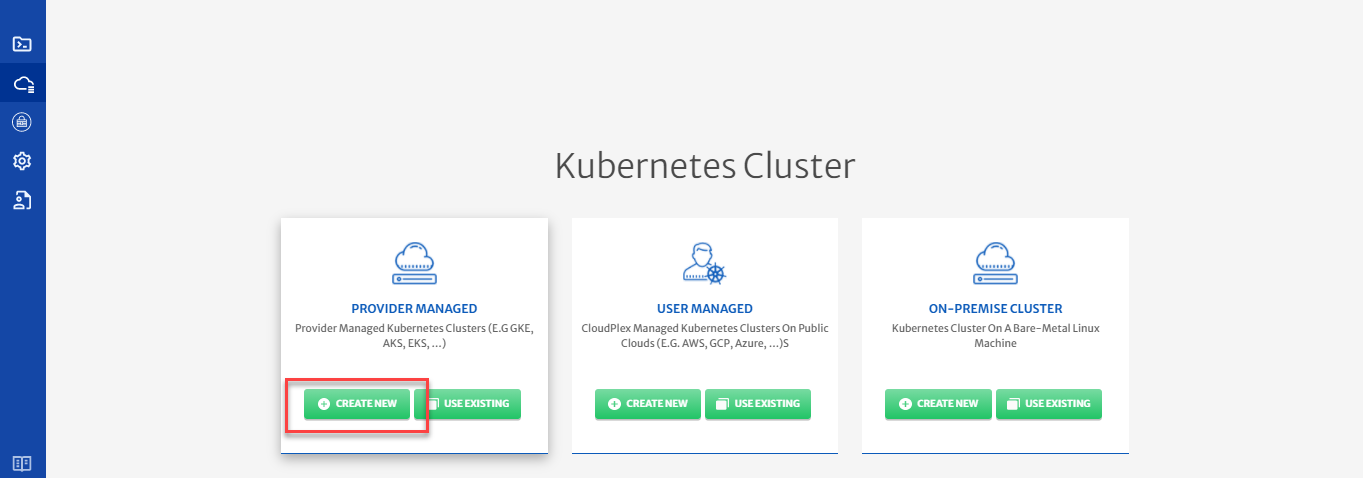 Kubernetes Cluster
PROVIDER MANAGED
Provider Managed Kubernetes Clusters (E.G GKE,
AKS, EKS, ...)
CREATE NEW
USE EXISTING
USER MANAGED
CloudPlex Managed Kubernetes Clusters On Public
Clouds (E.G. AWS, GCP, Azure, ...)S
CREATE NEW
USE EXISTING
ON-PREMISE CLUSTER
Kubernetes Cluster On A Bare-Metal Linux
Machine
CREATE NEW
USE EXISTING